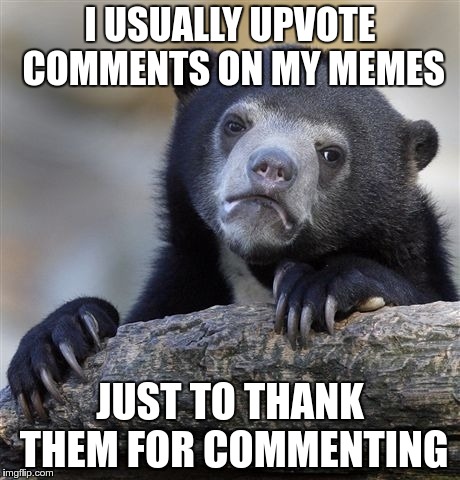 I USUALLY UPVOTE
COMMENTS ON MY MEMES
JUST TO THANK
THEM FOR COMMENTING
imgflip.com